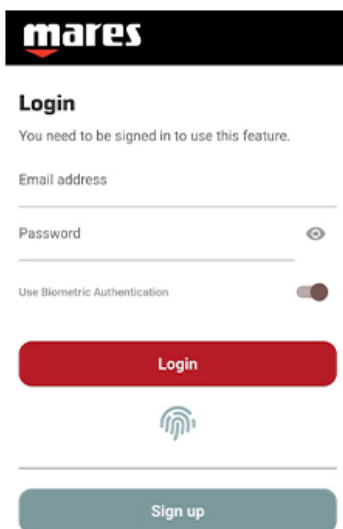 mares
Login
You need to be signed in to use this feature.
Email address
Password
Use Biometric Authentication
Login
Sign up